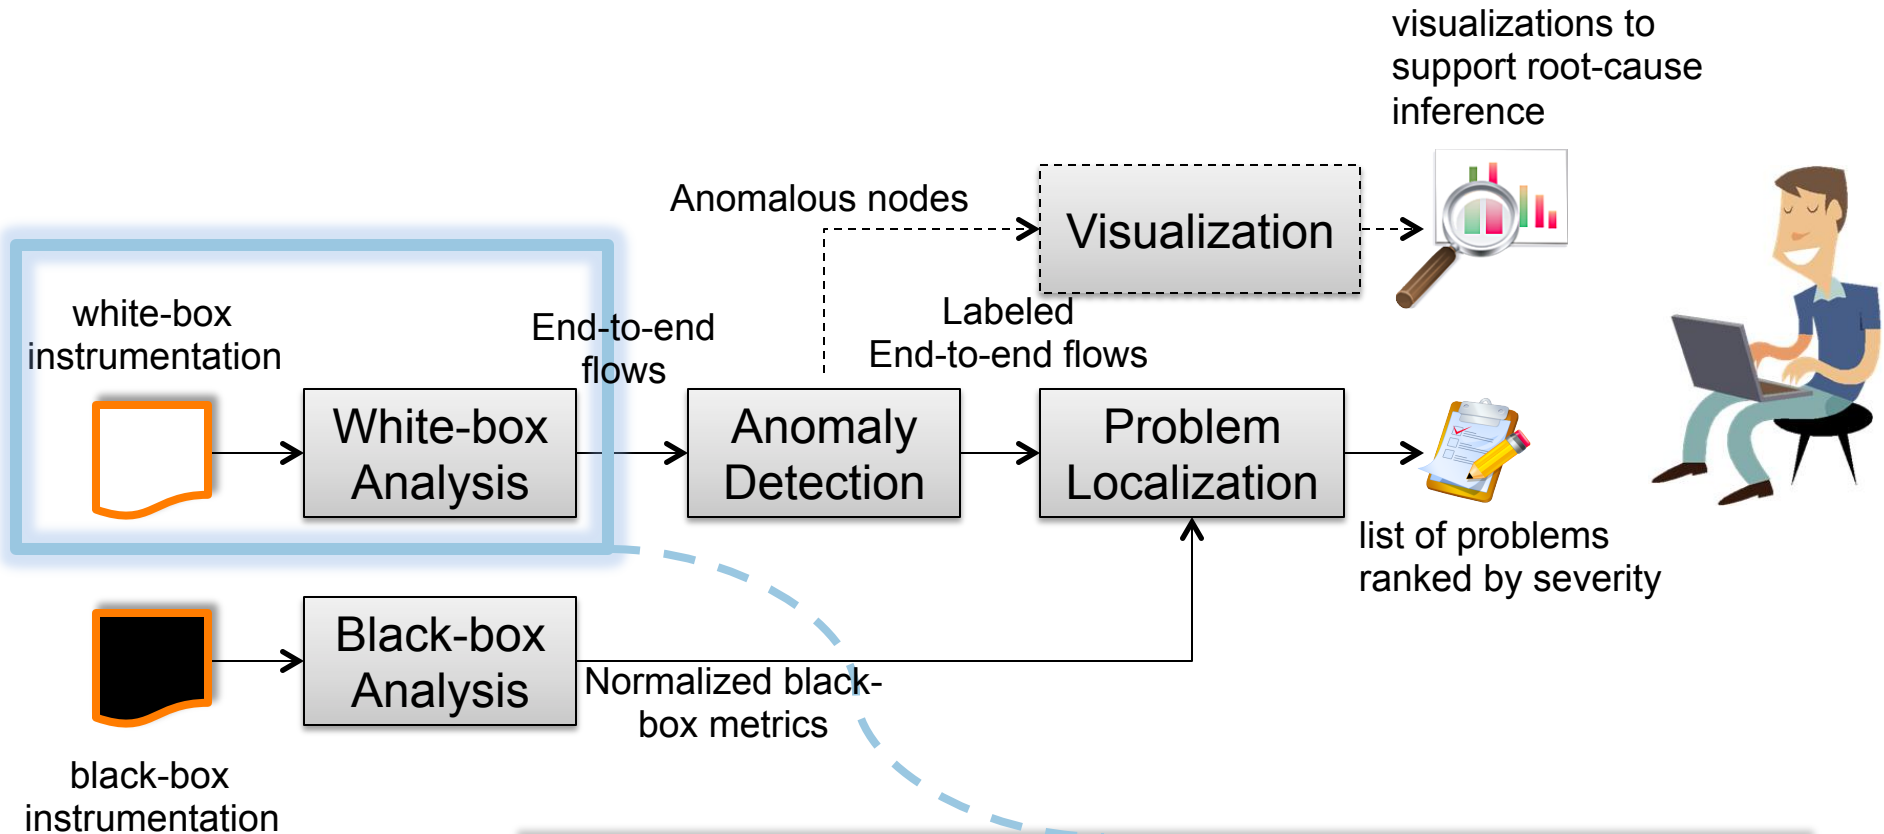 visualizations to
support root-cause
inference
Anomalous nodes
Visualization
white-box
instrumentation
End-to-end
flows
Labeled
End-to-end flows
White-box
Analysis
Anomaly
Detection
Problem
Localization
list of problems
ranked by severity
Black-box
Analysis
Normalized black-
box metrics
black-box
instrumentation